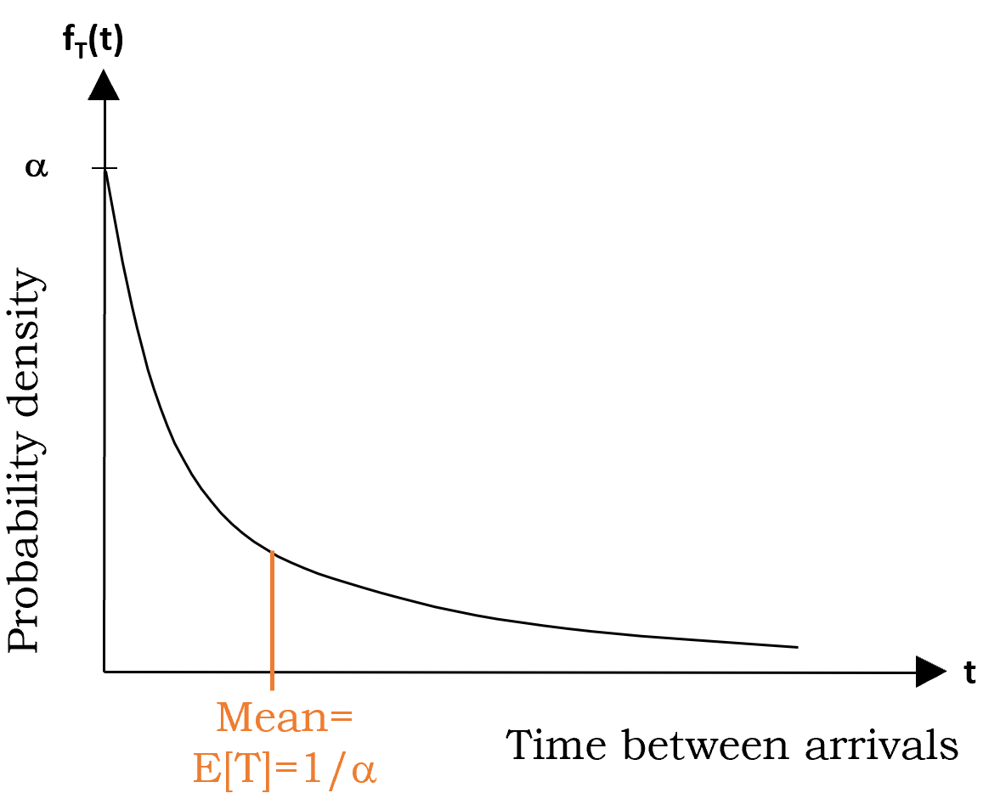 f_T(t)
α
Probability density
t
Mean=
E[T]=1/α
Time between arrivals